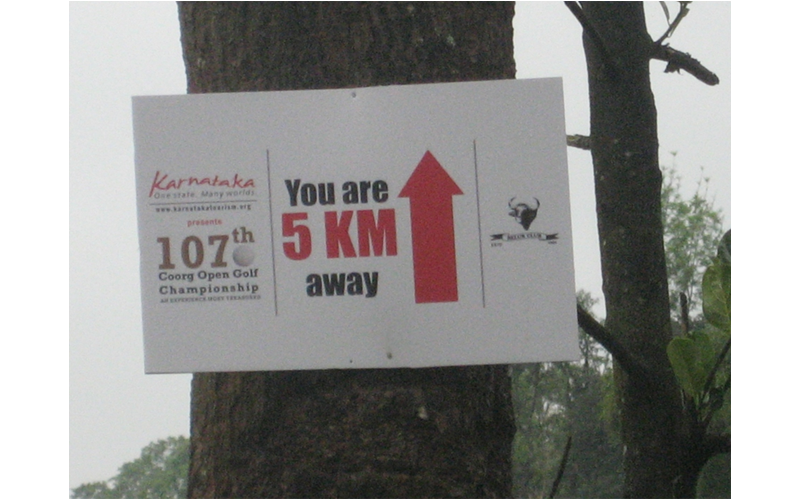 Karnataka
One state. Many worlds.
www.karnatakatourism.org
presents
107th
Coorg Open Golf
Championship
You are
5 KM
away